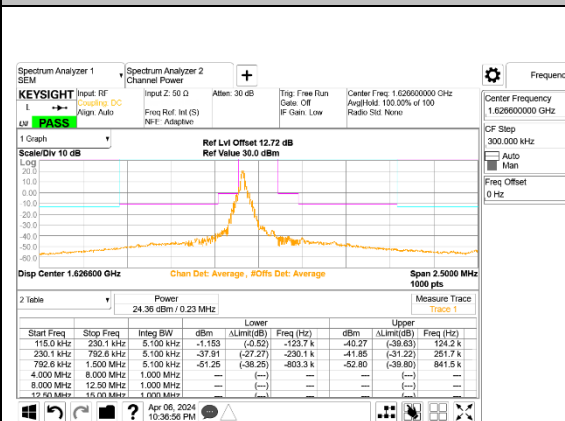 Spectrum Analyzer 1
SEM
Spectrum Analyzer 2
Channel Power
Frequenc
KEYSIGHT
Input: RF
Coupling: DC
Align: Auto
Input Z: 50 Ω
Freq Ref: Int (S)
NFE: Adaptive
Atten: 30 dB
Trig: Free Run
Gate: Off
IF Gain: Low
Center Freq: 1.626600000 GHz
Avg|Hold: 100.00% of 100
Radio Std: None
L
PASS
Center Frequency
1.626600000 GHz
CF Step
300.000 kHz
Auto
Man
Freq Offset
0 Hz
1 Graph
Scale/Div 10 dB
Ref Lvl Offset 12.72 dB
Ref Value 30.0 dBm
Log
20.0
10.0
0.00
-10.0
-20.0
-30.0
-40.0
-50.0
-60.0
Disp Center 1.626600 GHz
Chan Det: Average , #Offs Det: Average
Span 2.5000 MHz
1000 pts
2 Table
Power
24.36 dBm / 0.23 MHz
Measure Trace
Trace 1
Lower Upper
Start Freq Stop Freq Integ BW dBm ΔLimit(dB) Freq (Hz) dBm ΔLimit(dB) Freq (Hz)
115.0 kHz 230.1 kHz 5.100 kHz -1.153 (-0.52) -123.7 k -40.27 (-39.63) 124.2 k
230.1 kHz 792.6 kHz 5.100 kHz -37.91 (-27.27) -230.1 k -41.85 (-31.22) 251.7 k
792.6 kHz 1.500 MHz 5.100 kHz -51.25 (-38.25) -803.3 k -52.80 (-39.80) 841.5 k
4.000 MHz 8.000 MHz 1.000 MHz --- (---) --- --- (---) ---
8.000 MHz 12.50 MHz 1.000 MHz --- (---) --- --- (---) ---
12.50 MHz 15.00 MHz 1.000 MHz --- (---) --- --- (---) ---
?
Apr 06, 2024
10:36:56 PM